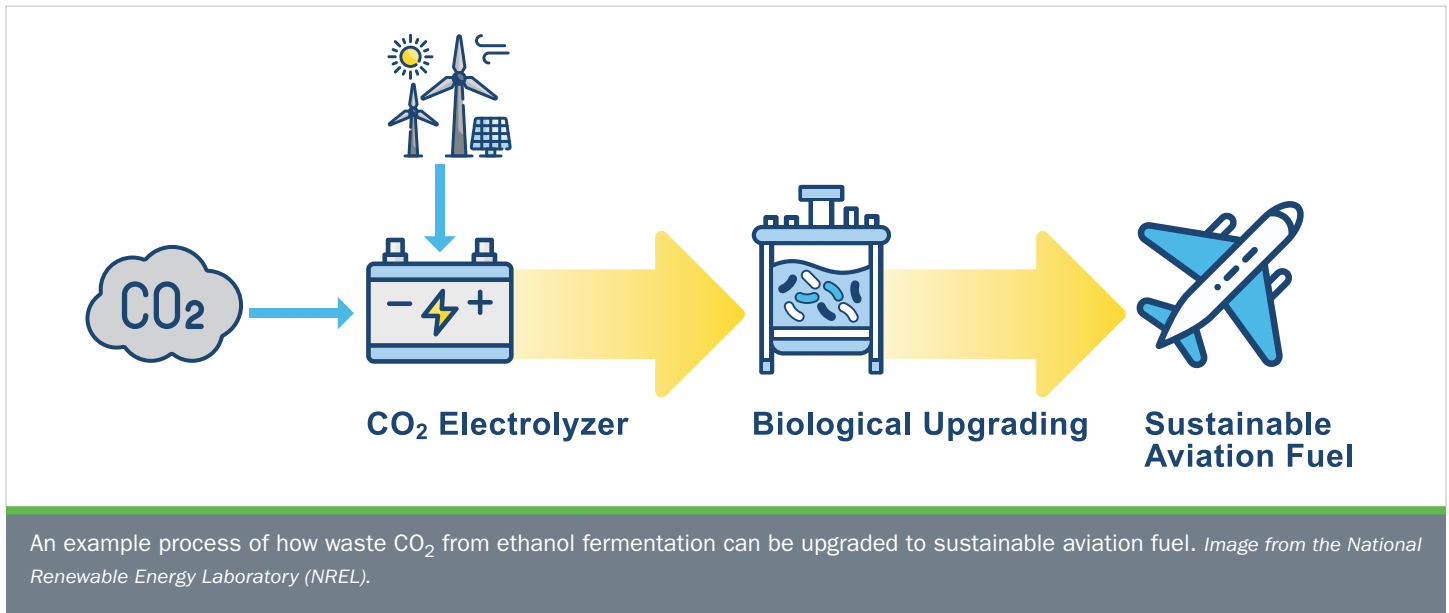 CO₂
CO₂ Electrolyzer
Biological Upgrading
Sustainable
Aviation Fuel
An example process of how waste CO₂ from ethanol fermentation can be upgraded to sustainable aviation fuel. Image from the National
Renewable Energy Laboratory (NREL).